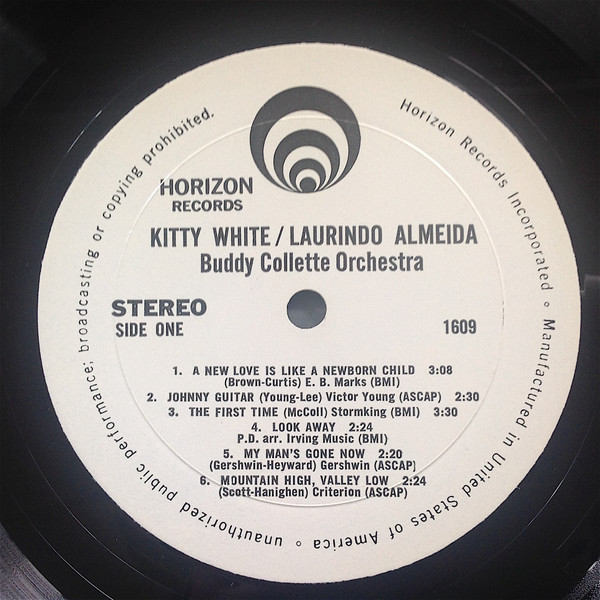 HORIZON
RECORDS
KITTY WHITE / LAURINDO ALMEIDA
Buddy Collette Orchestra
STEREO
SIDE ONE
1609
1. A NEW LOVE IS LIKE A NEWBORN CHILD 3:08
(Brown-Curtis) E. B. Marks (BMI)
2. JOHNNY GUITAR (Young-Lee) Victor Young (ASCAP) 2:30
3. THE FIRST TIME (McColl) Stormking (BMI) 3:30
4. LOOK AWAY 2:24
P.D. arr. Irving Music (BMI)
5. MY MAN'S GONE NOW 2:20
(Gershwin-Heyward) Gershwin (ASCAP)
6. MOUNTAIN HIGH, VALLEY LOW 2:24
(Scott-Hanighen) Criterion (ASCAP)
Horizon Records Incorporated ◦ Manufactured in United States of America ◦ unauthorized public performance; broadcasting or copying prohibited.